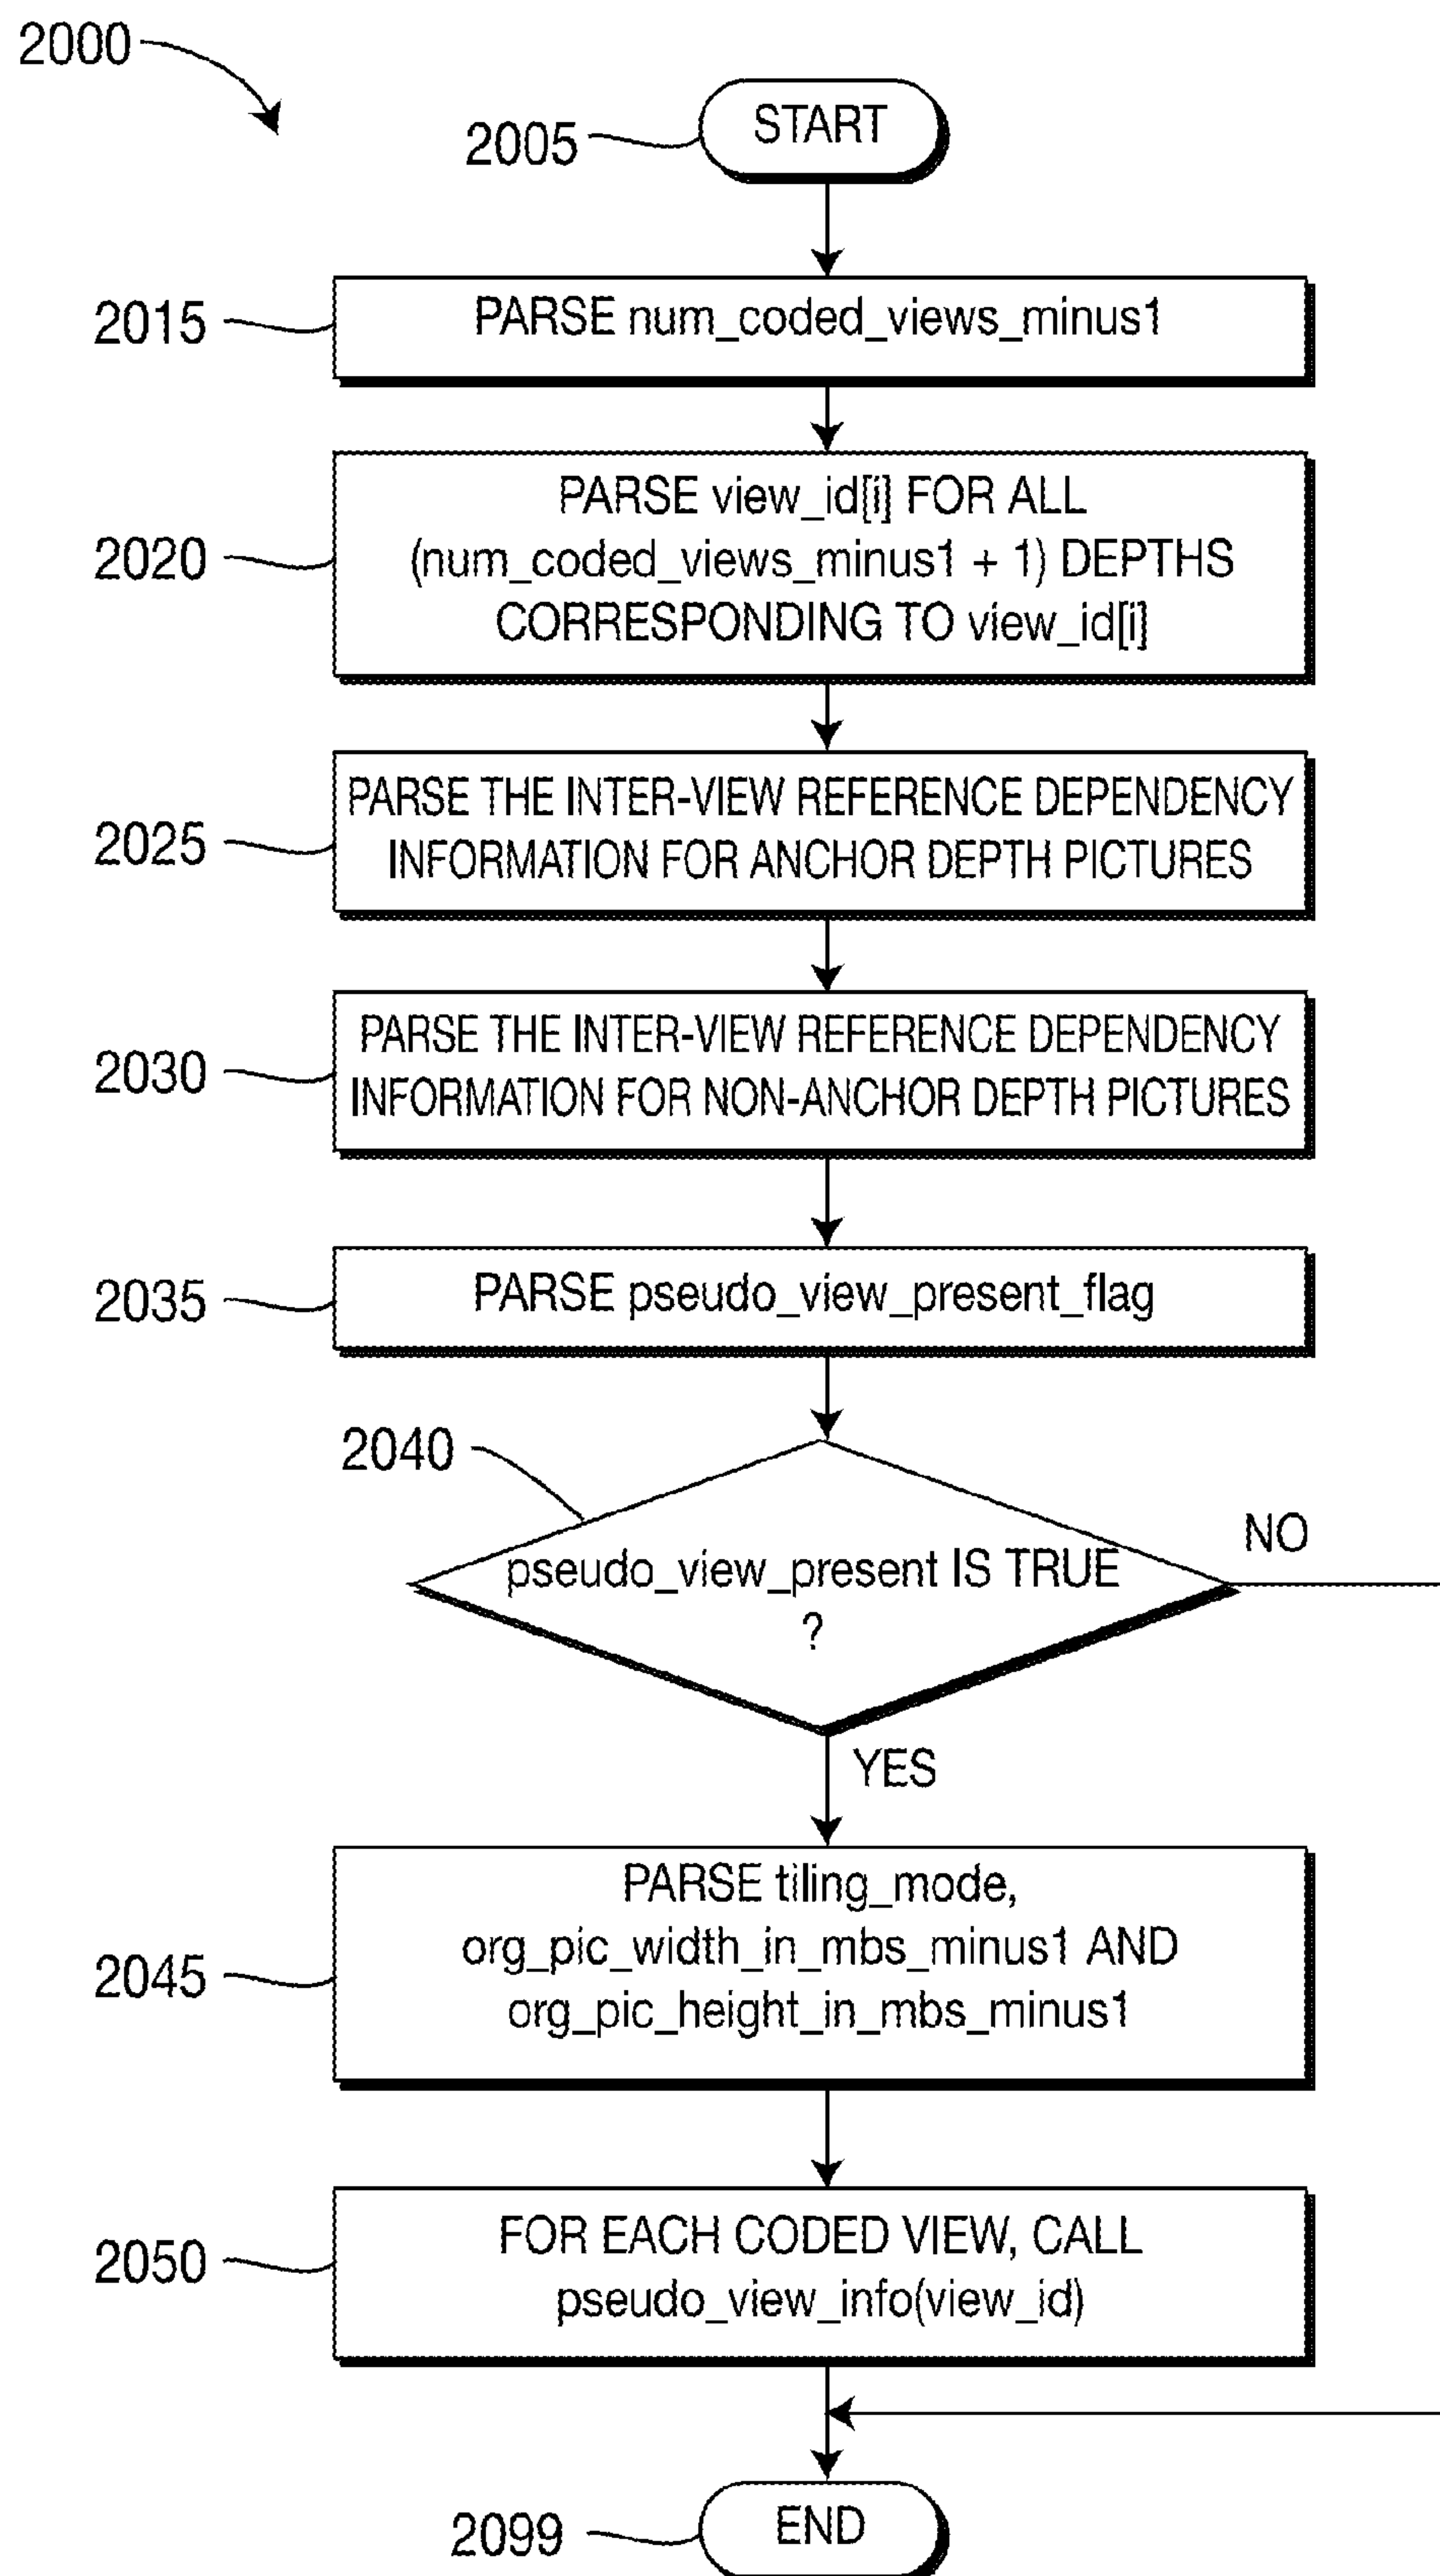 2000
2005
START
2015
PARSE num_coded_views_minus1
2020
PARSE view_id[i] FOR ALL
(num_coded_views_minus1 + 1) DEPTHS
CORRESPONDING TO view_id[i]
2025
PARSE THE INTER-VIEW REFERENCE DEPENDENCY
INFORMATION FOR ANCHOR DEPTH PICTURES
2030
PARSE THE INTER-VIEW REFERENCE DEPENDENCY
INFORMATION FOR NON-ANCHOR DEPTH PICTURES
2035
PARSE pseudo_view_present_flag
2040
pseudo_view_present IS TRUE
?
NO
YES
2045
PARSE tiling_mode,
org_pic_width_in_mbs_minus1 AND
org_pic_height_in_mbs_minus1
2050
FOR EACH CODED VIEW, CALL
pseudo_view_info(view_id)
2099
END